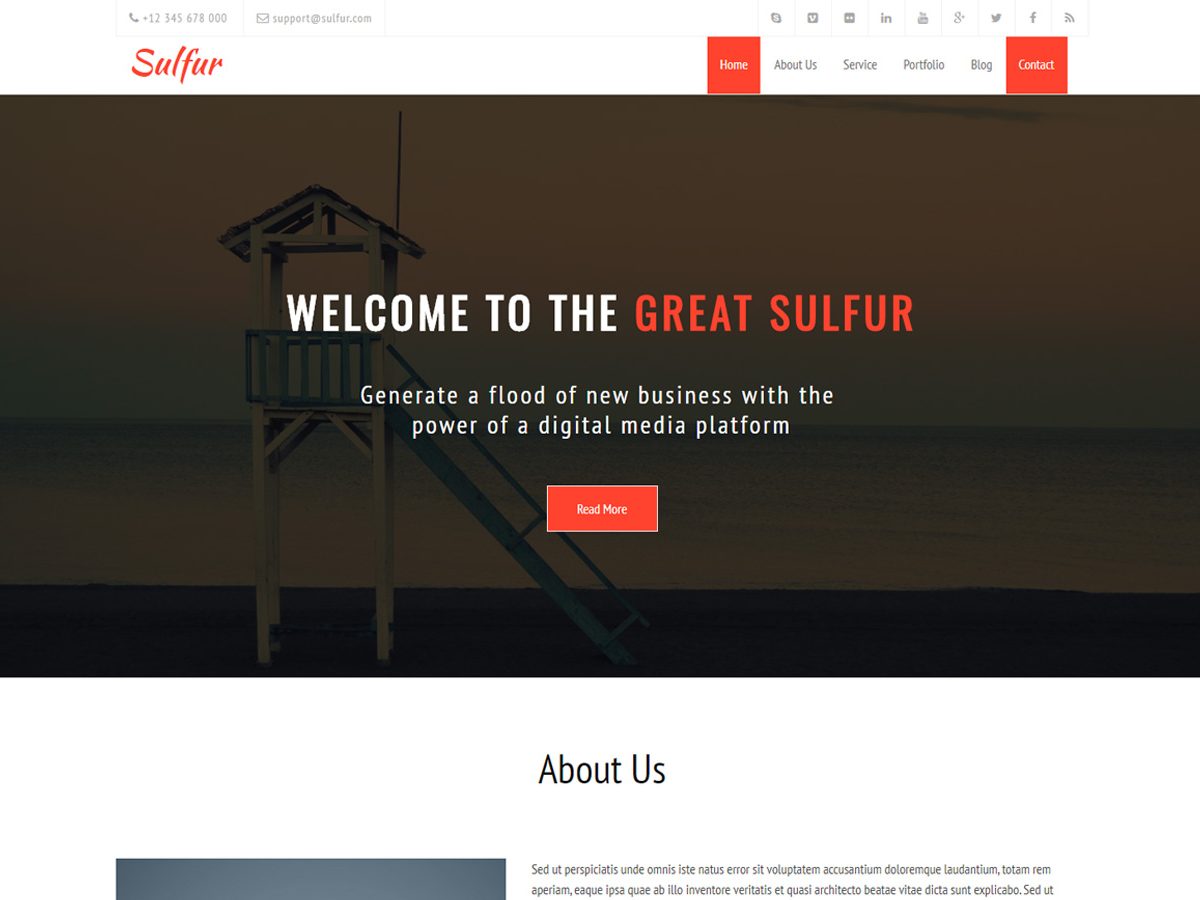 +12 345 678 000
support@sulfur.com
Sulfur
Home
About Us
Service
Portfolio
Blog
Contact
WELCOME TO THE GREAT SULFUR
Generate a flood of new business with the
power of a digital media platform
Read More
About Us
Sed ut perspiciatis unde omnis iste natus error sit voluptatem accusantium doloremque laudantium, totam rem
aperiam, eaque ipsa quae ab illo inventore veritatis et quasi architecto beatae vitae dicta sunt explicabo. Sed ut